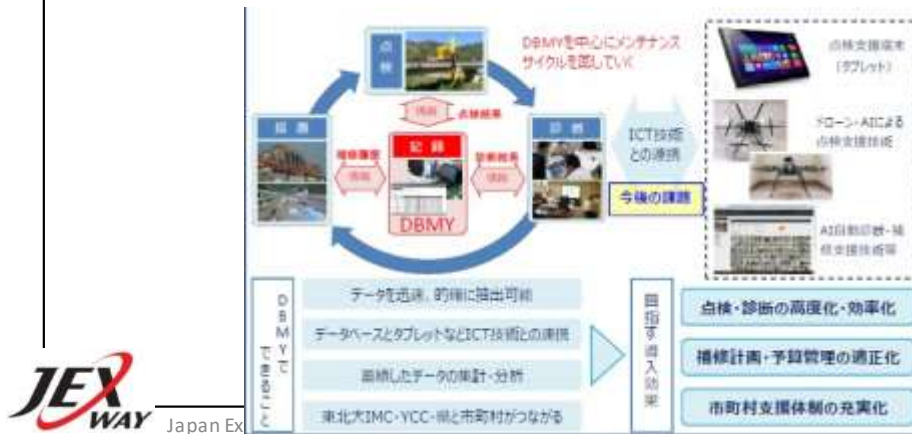 DBMYを中心にメンテナンス
サイクルを回していく
点検
情報
点検結果
措置
診断
補修履歴
情報
記録
DBMY
診断結果
情報
ICT技術
との連携
今後の課題
点検支援端末
(タブレット)
ドローン・AIによる
点検支援技術
AI自動診断・補
修支援技術等
DBMYでできること
データを迅速、的確に抽出可能
データベースとタブレットなどICT技術との連携
蓄積したデータの集計・分析
東北大IMC・YCC・県と市町村がつながる
目指す導入効果
点検・診断の高度化・効率化
補修計画・予算管理の適正化
市町村支援体制の充実化
JEX
WAY
Japan Ex